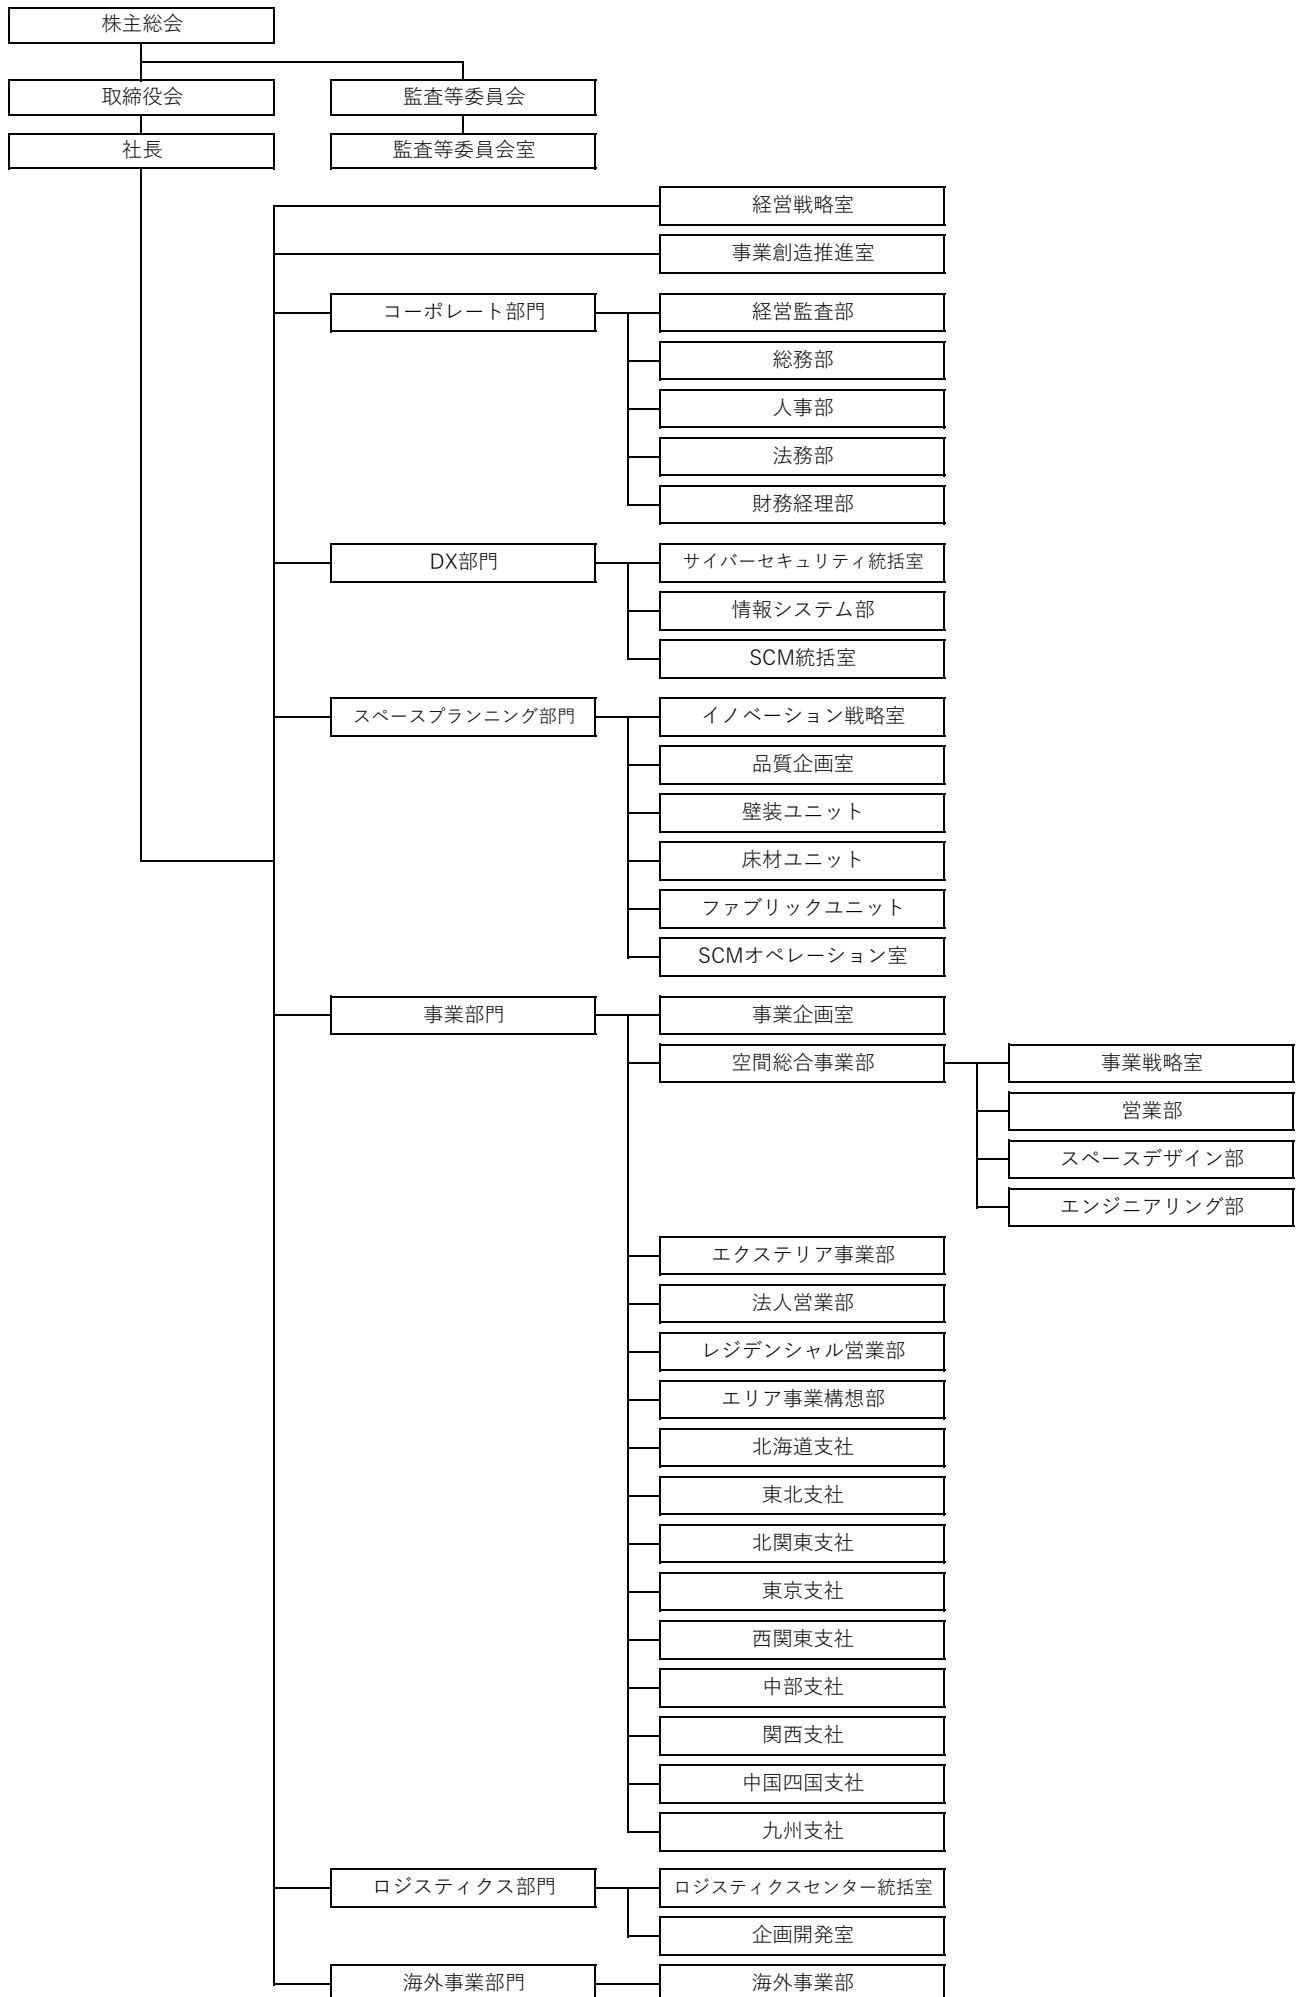 株主総会
取締役会
監査等委員会
社長
監査等委員会室
経営戦略室
事業創造推進室
コーポレート部門
経営監査部
総務部
人事部
法務部
財務経理部
DX部門
サイバーセキュリティ統括室
情報システム部
SCM統括室
スペースプランニング部門
イノベーション戦略室
品質企画室
壁装ユニット
床材ユニット
ファブリックユニット
SCMオペレーション室
事業部門
事業企画室
空間総合事業部
事業戦略室
営業部
スペースデザイン部
エンジニアリング部
エクステリア事業部
法人営業部
レジデンシャル営業部
エリア事業構想部
北海道支社
東北支社
北関東支社
東京支社
西関東支社
中部支社
関西支社
中国四国支社
九州支社
ロジスティクス部門
ロジスティクスセンター統括室
企画開発室
海外事業部門
海外事業部